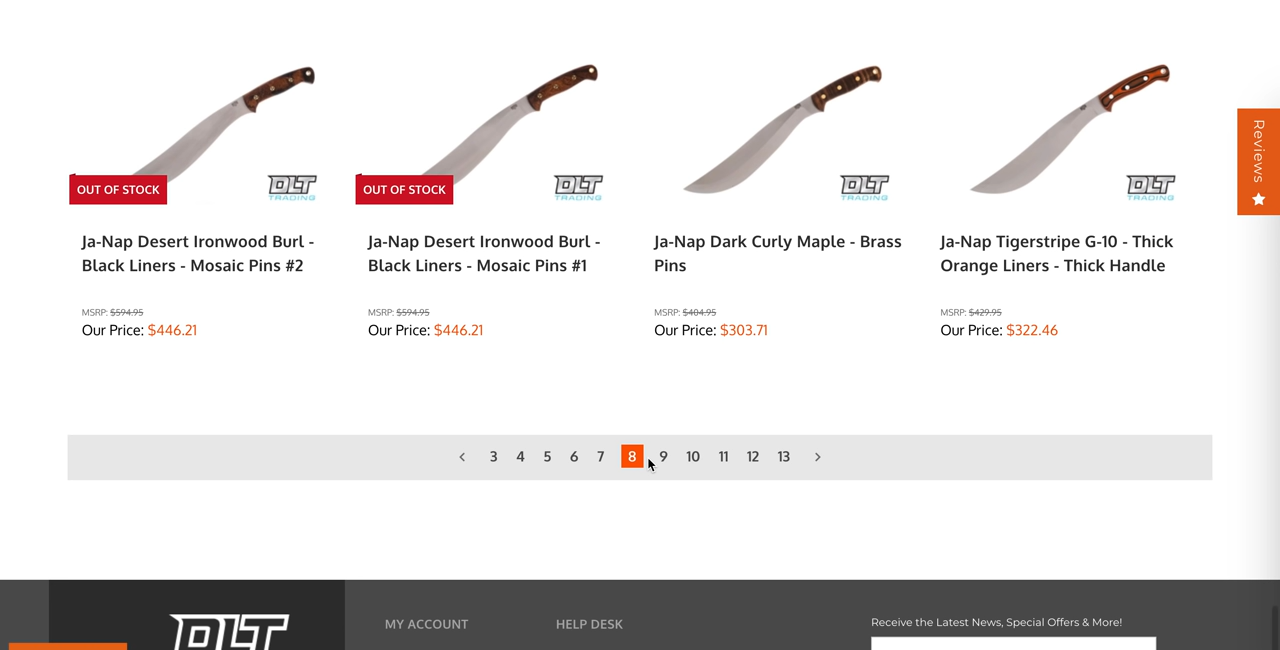 OUT OF STOCK
DLT
TRADING
OUT OF STOCK
DLT
TRADING
DLT
TRADING
DLT
TRADING
Reviews
Ja-Nap Desert Ironwood Burl -
Black Liners - Mosaic Pins #2
MSRP: $594.95
Our Price: $446.21
Ja-Nap Desert Ironwood Burl -
Black Liners - Mosaic Pins #1
MSRP: $594.95
Our Price: $446.21
Ja-Nap Dark Curly Maple - Brass
Pins
MSRP: $404.95
Our Price: $303.71
Ja-Nap Tigerstripe G-10 - Thick
Orange Liners - Thick Handle
MSRP: $429.95
Our Price: $322.46
3 4 5 6 7 8 9 10 11 12 13
DLT
MY ACCOUNT
HELP DESK
Receive the Latest News, Special Offers & More!